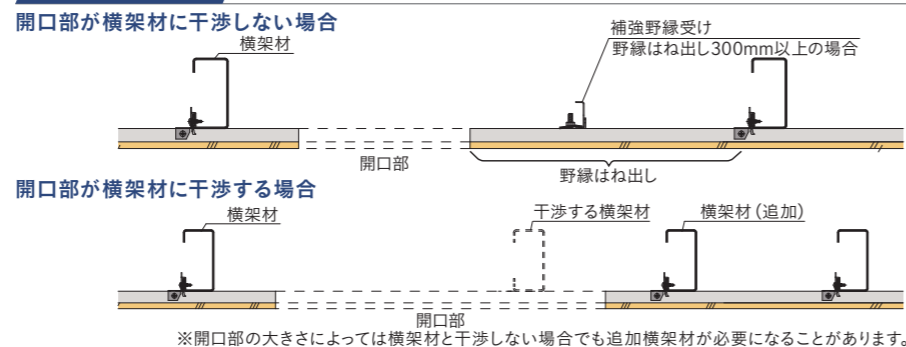 開口部が横架材に干渉しない場合
横架材
補強野縁受け
野縁はね出し300mm以上の場合
開口部
野縁はね出し
開口部が横架材に干渉する場合
横架材
干渉する横架材
横架材（追加）
開口部
※開口部の大きさによっては横架材と干渉しない場合でも追加横架材が必要になることがあります。